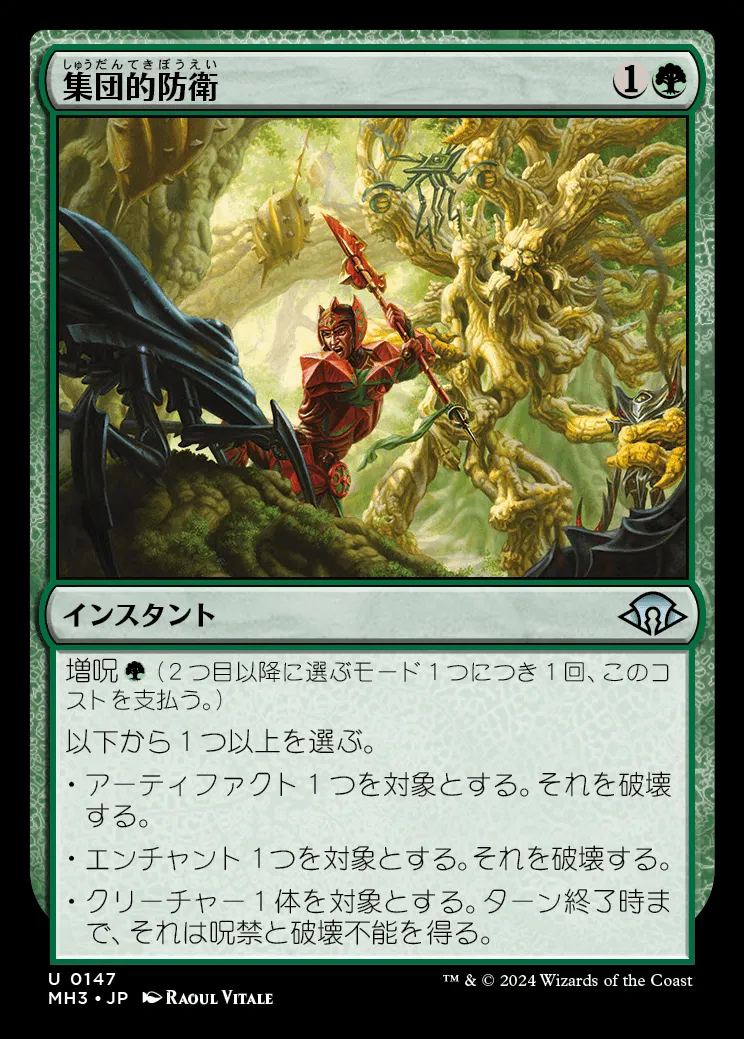 しゅうだんてきぼうえい
集団的防衛 1
インスタント
増呪 (2つ目以降に選ぶモード1つにつき1回、このコ
ストを支払う。)
以下から1つ以上を選ぶ。
・アーティファクト1つを対象とする。それを破壊
する。
・エンチャント1つを対象とする。それを破壊する。
・クリーチャー1体を対象とする。ターン終了時ま
で、それは呪禁と破壊不能を得る。
U 0147
MH3・JP RAOUL VITALE
™ & © 2024 Wizards of the Coast